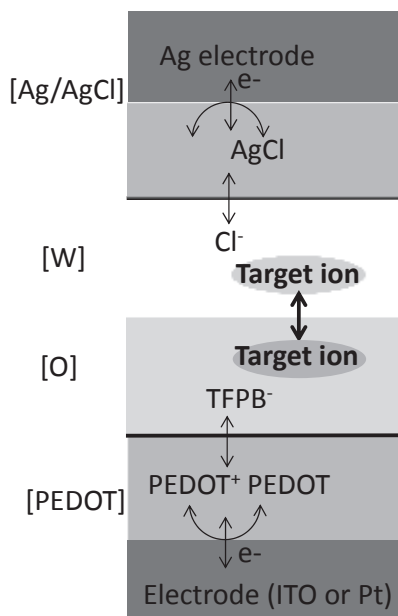 Ag electrode
[Ag/AgCl]
e-
AgCl
Cl-
[W]
Target ion
Target ion
[O]
TFPB-
PEDOT+ PEDOT
[PEDOT]
e-
Electrode (ITO or Pt)